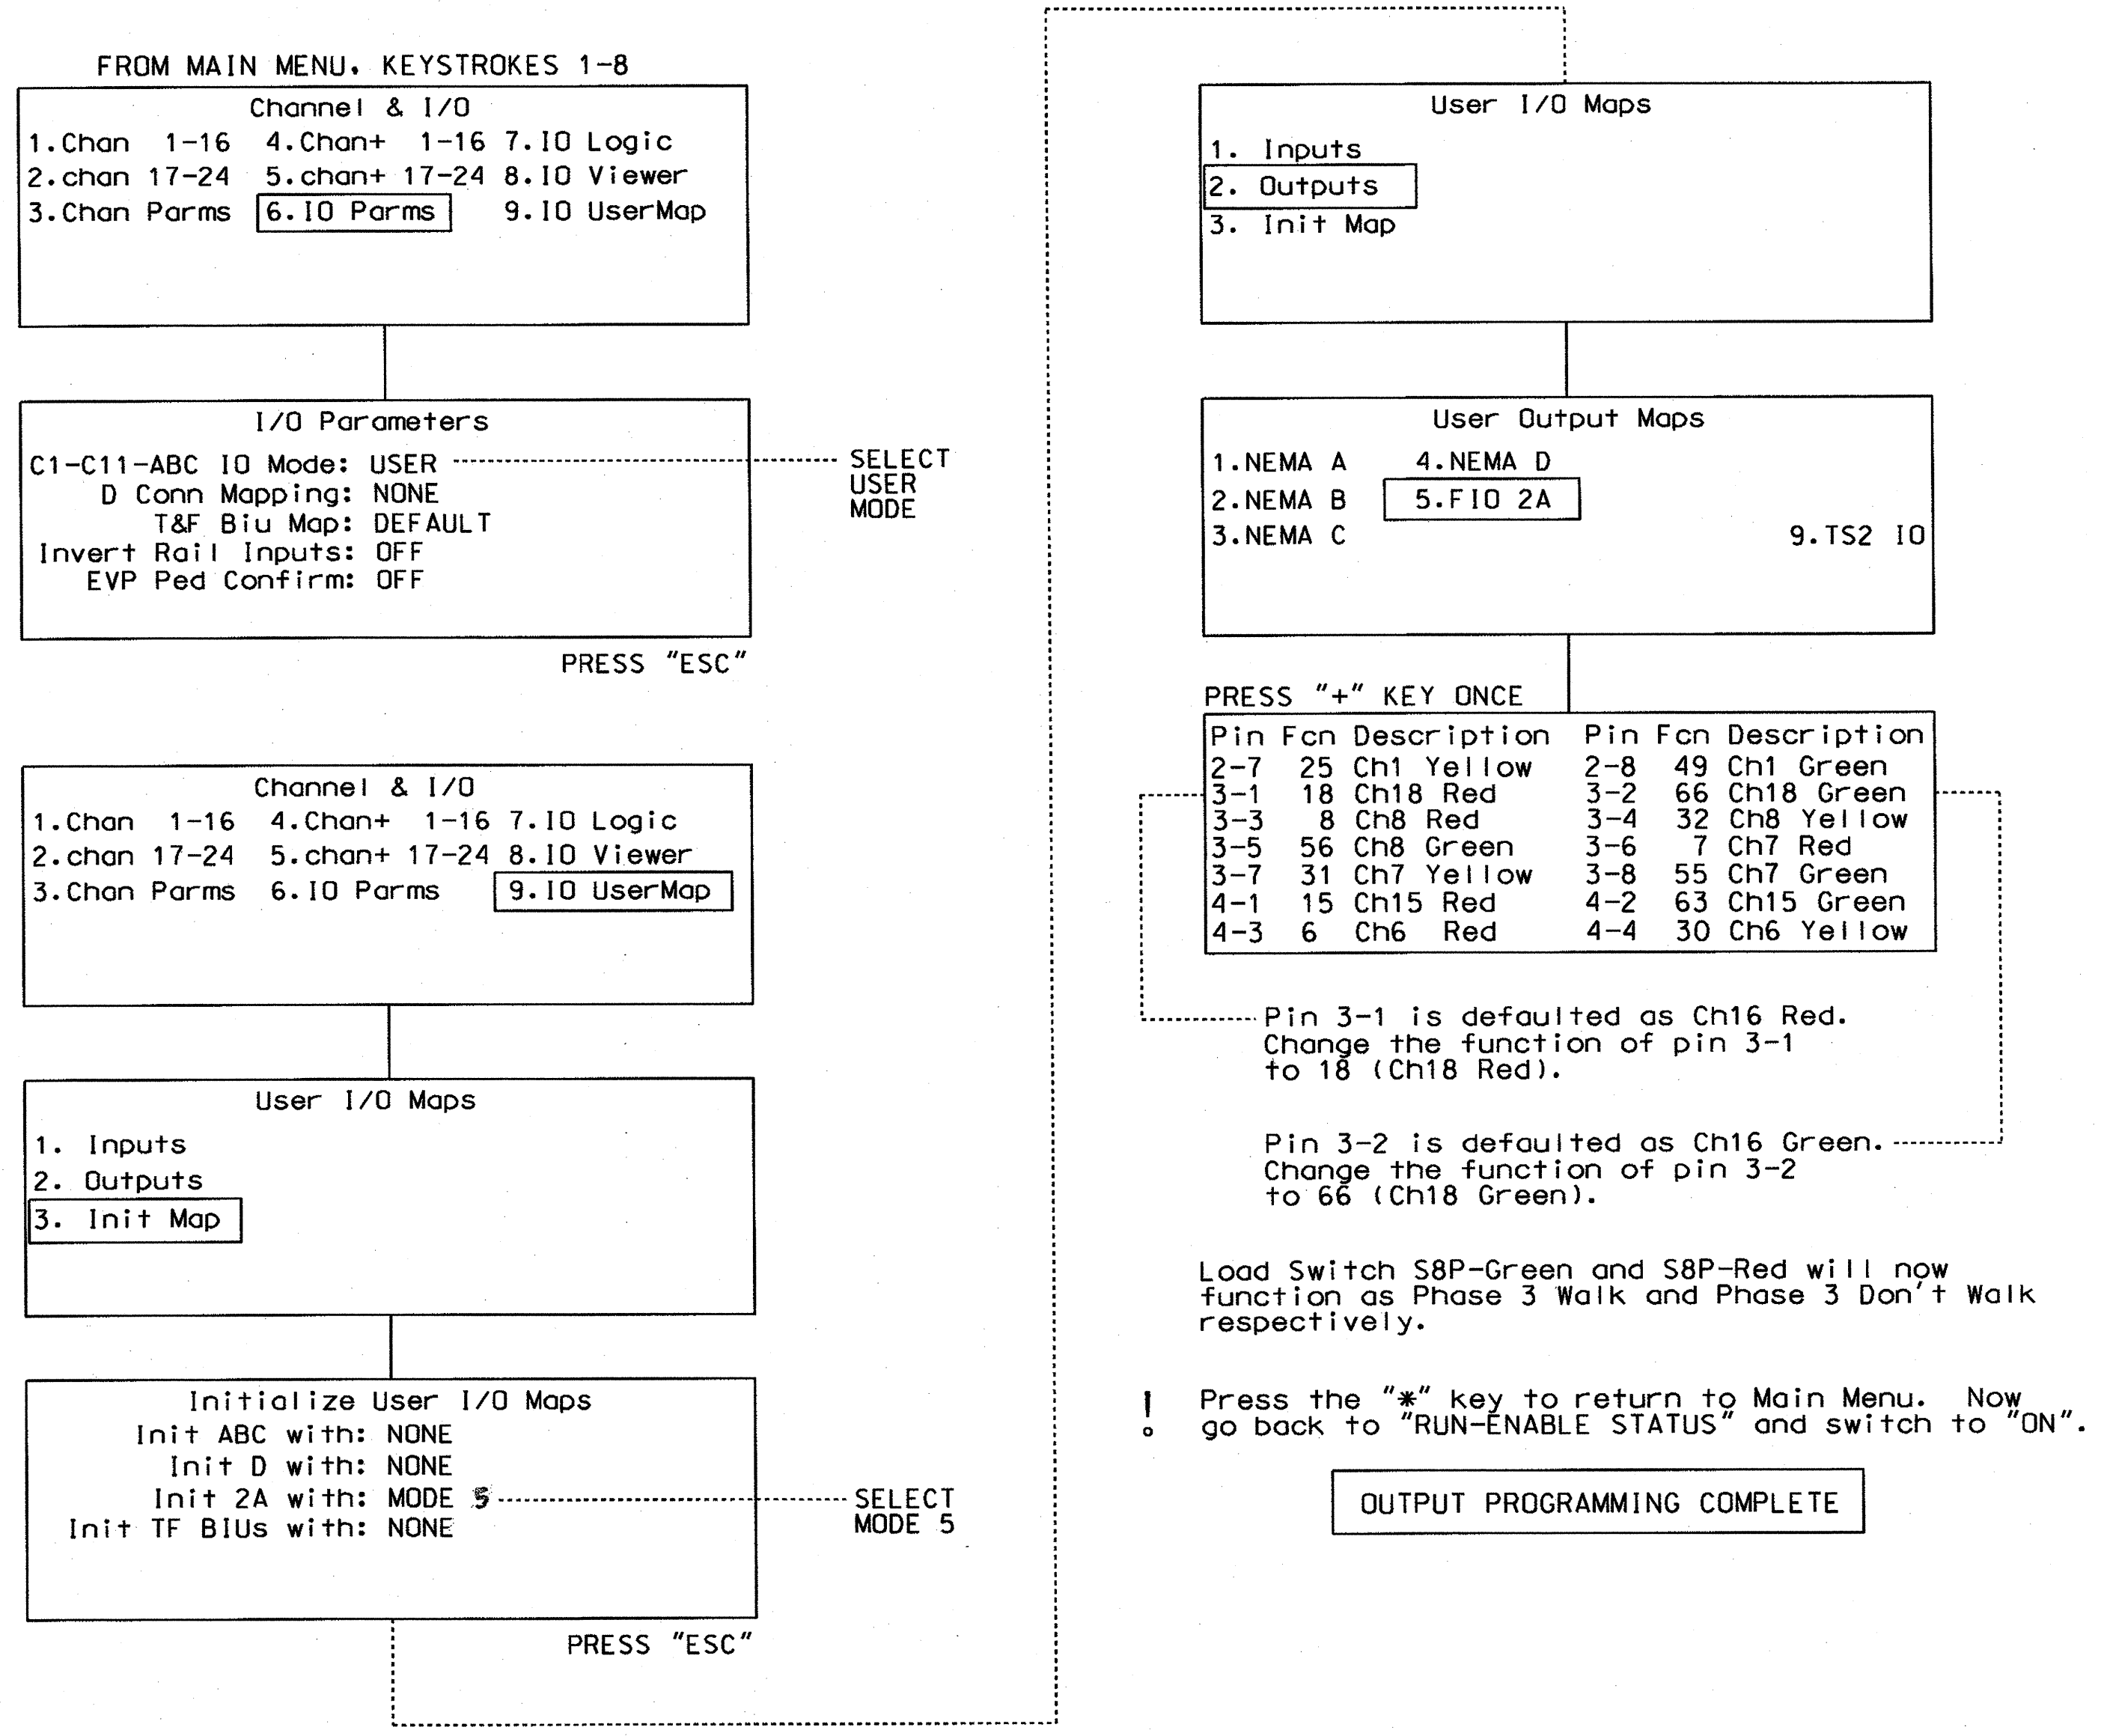 FROM MAIN MENU, KEYSTROKES 1-8
Channel & I/O
1.Chan 1-16 4.Chan+ 1-16 7.IO Logic
2.chan 17-24 5.chan+ 17-24 8.IO Viewer
3.Chan Parms 6.IO Parms 9.IO UserMap
I/O Parameters
C1-C11-ABC IO Mode: USER
D Conn Mapping: NONE
T&F Biu Map: DEFAULT
Invert Rail Inputs: OFF
EVP Ped Confirm: OFF
SELECT
USER
MODE
PRESS "ESC"
Channel & I/O
1.Chan 1-16 4.Chan+ 1-16 7.IO Logic
2.chan 17-24 5.chan+ 17-24 8.IO Viewer
3.Chan Parms 6.IO Parms 9.IO UserMap
User I/O Maps
1. Inputs
2. Outputs
3. Init Map
Initialize User I/O Maps
Init ABC with: NONE
Init D with: NONE
Init 2A with: MODE 5
Init TF BIUs with: NONE
SELECT
MODE 5
PRESS "ESC"
User I/O Maps
1. Inputs
2. Outputs
3. Init Map
User Output Maps
1.NEMA A 4.NEMA D
2.NEMA B 5.FIO 2A
3.NEMA C 9.TS2 IO
PRESS "+" KEY ONCE
Pin Fcn Description Pin Fcn Description
2-7 25 Ch1 Yellow 2-8 49 Ch1 Green
3-1 18 Ch18 Red 3-2 66 Ch18 Green
3-3 8 Ch8 Red 3-4 32 Ch8 Yellow
3-5 56 Ch8 Green 3-6 7 Ch7 Red
3-7 31 Ch7 Yellow 3-8 55 Ch7 Green
4-1 15 Ch15 Red 4-2 63 Ch15 Green
4-3 6 Ch6 Red 4-4 30 Ch6 Yellow
Pin 3-1 is defaulted as Ch16 Red.
Change the function of pin 3-1
to 18 (Ch18 Red).
Pin 3-2 is defaulted as Ch16 Green.
Change the function of pin 3-2
to 66 (Ch18 Green).
Load Switch S8P-Green and S8P-Red will now
function as Phase 3 Walk and Phase 3 Don't Walk
respectively.
! Press the "*" key to return to Main Menu. Now
go back to "RUN-ENABLE STATUS" and switch to "ON".
OUTPUT PROGRAMMING COMPLETE